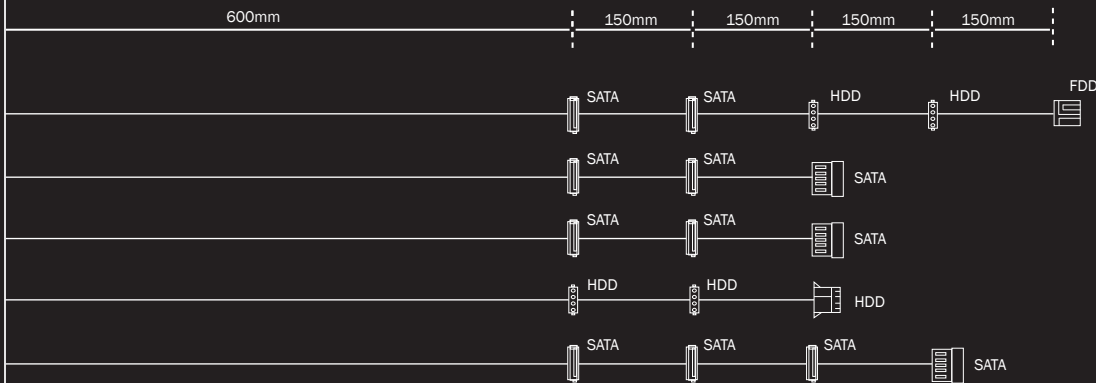 600mm 150mm 150mm 150mm 150mm
SATA SATA HDD HDD FDD
SATA SATA SATA
SATA SATA SATA
HDD HDD HDD
SATA SATA SATA SATA